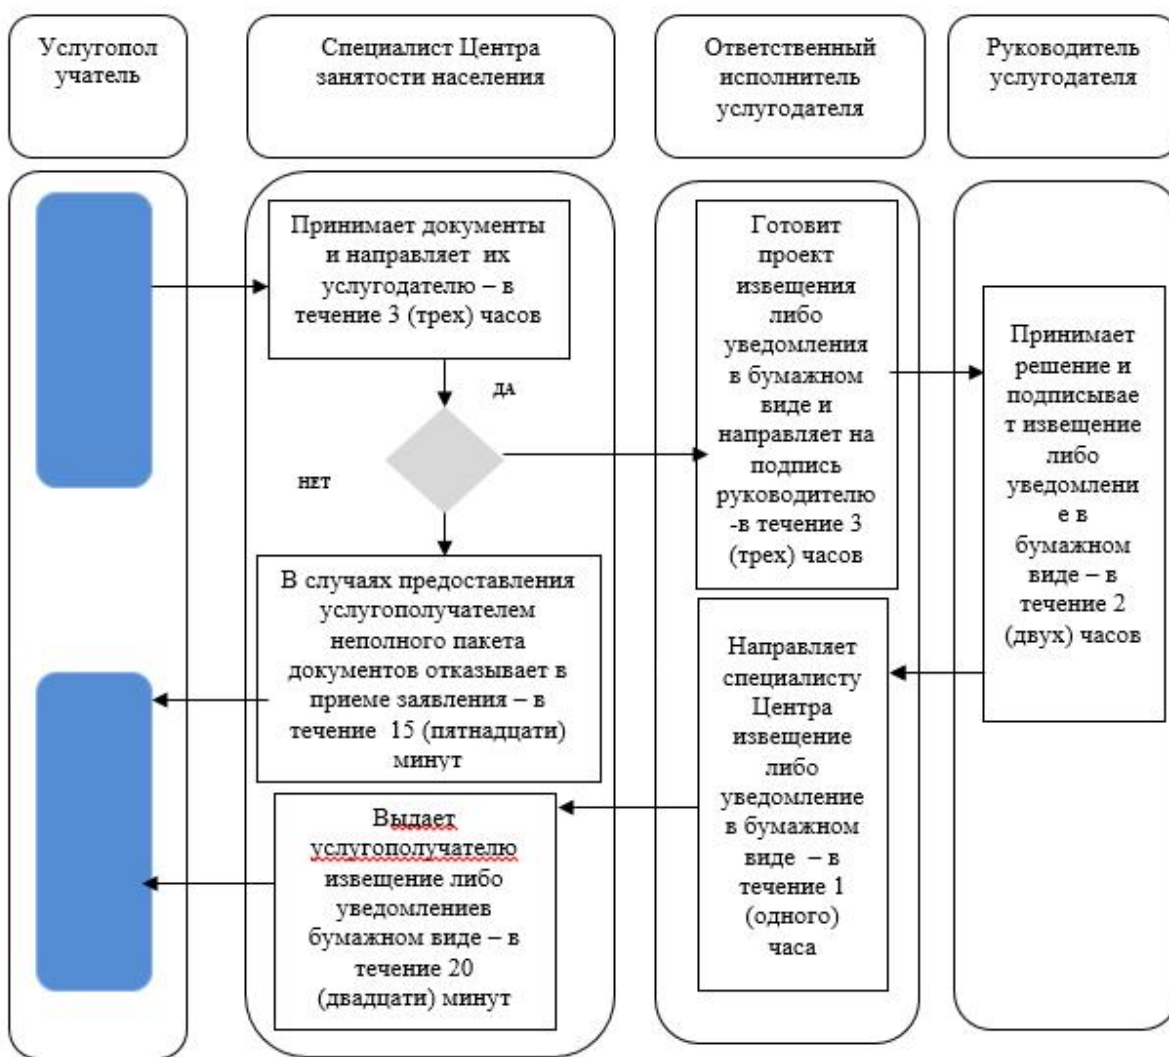 Услугопол
учатель
Специалист Центра
занятости населения
Ответственный
исполнитель
услугодателя
Руководитель
услугодателя
Принимает документы
и направляет их
услугодателю – в
течение 3 (трех) часов
ДА
НЕТ
В случаях предоставления
услугополучателем
неполного пакета
документов отказывает в
приеме заявления – в
течение 15 (пятнадцати)
минут
Выдает
услугополучателю
извещение либо
уведомлениев
бумажном виде – в
течение 20
(двадцати) минут
Готовит
проект
извещения
либо
уведомления
в бумажном
виде и
направляет на
подпись
руководителю
-в течение 3
(трех) часов
Направляет
специалисту
Центра
извещение
либо
уведомление
в бумажном
виде – в
течение 1
(одного)
часа
Принимает
решение и
подписывае
т извещение
либо
уведомлени
е в
бумажном
виде – в
течение 2
(двух) часов